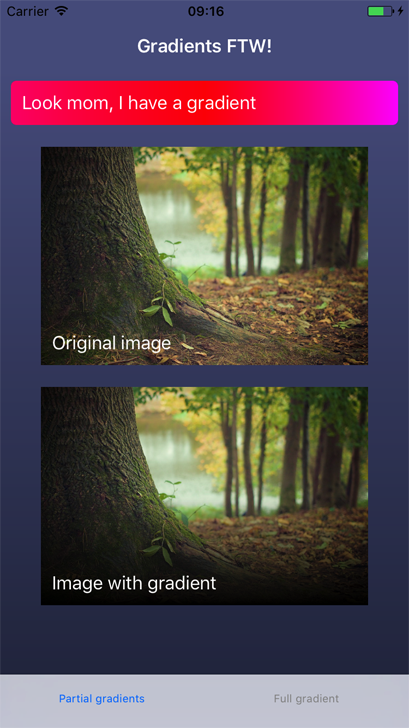 Carrier 09:16
Gradients FTW!
Look mom, I have a gradient
Original image
Image with gradient
Partial gradients Full gradient